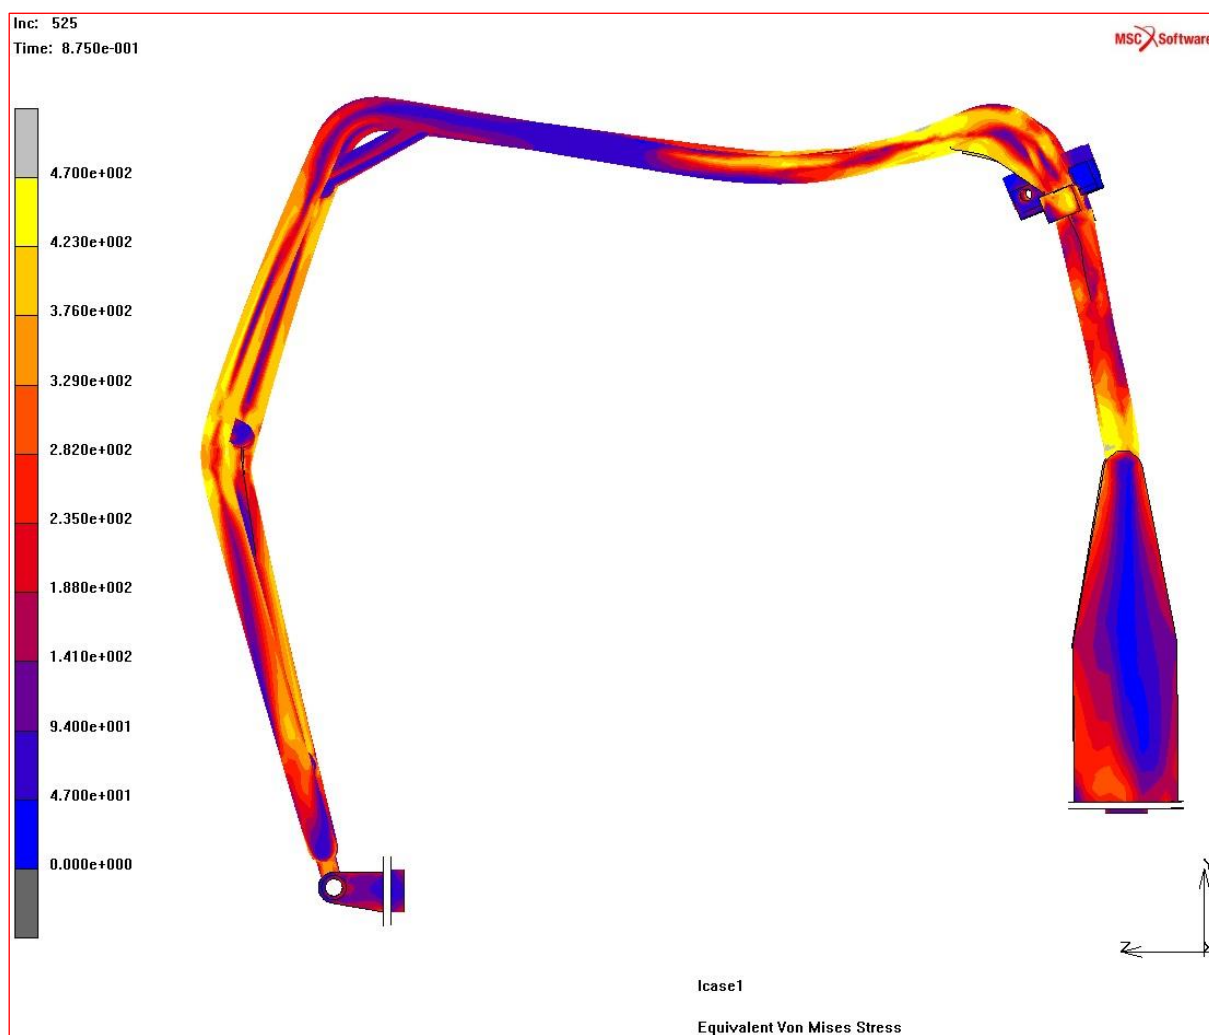 Inc: 525
Time: 8.750e-001
MSC Software
4.700e+002
4.230e+002
3.760e+002
3.290e+002
2.820e+002
2.350e+002
1.880e+002
1.410e+002
9.400e+001
4.700e+001
0.000e+000
Y
Z
X
lcase1
Equivalent Von Mises Stress